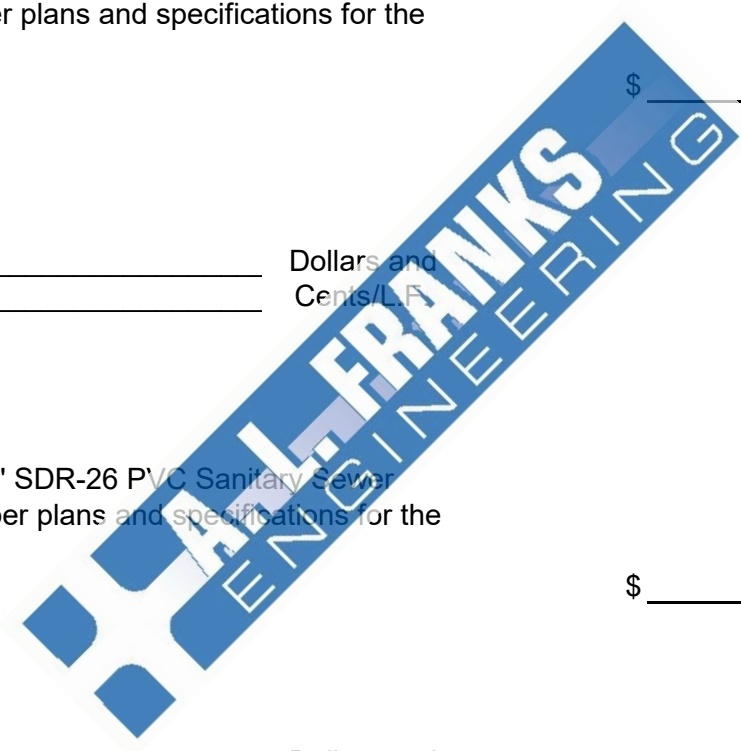 er plans and specifications for the
$
Dollars and
Cents/L.F.
A.L. FRANKS
ENGINEERING
" SDR-26 PVC Sanitary Sewer
per plans and specifications for the
$